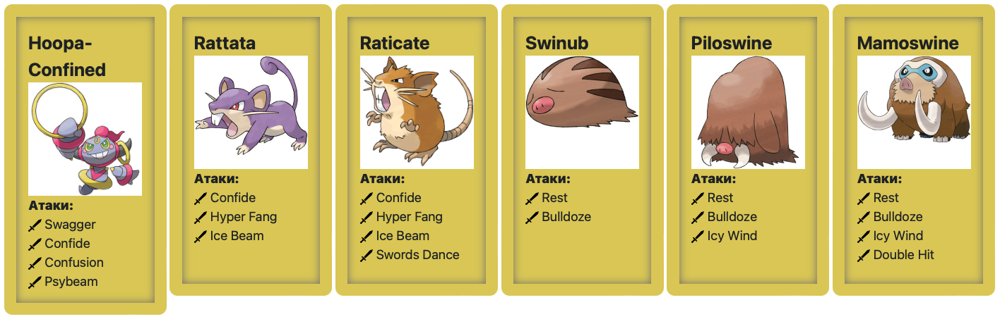 Hoopa-
Confined
Атаки:
Swagger
Confide
Confusion
Psybeam
Rattata
Атаки:
Confide
Hyper Fang
Ice Beam
Raticate
Атаки:
Confide
Hyper Fang
Ice Beam
Swords Dance
Swinub
Атаки:
Rest
Bulldoze
Piloswine
Атаки:
Rest
Bulldoze
Icy Wind
Mamoswine
Атаки:
Rest
Bulldoze
Icy Wind
Double Hit